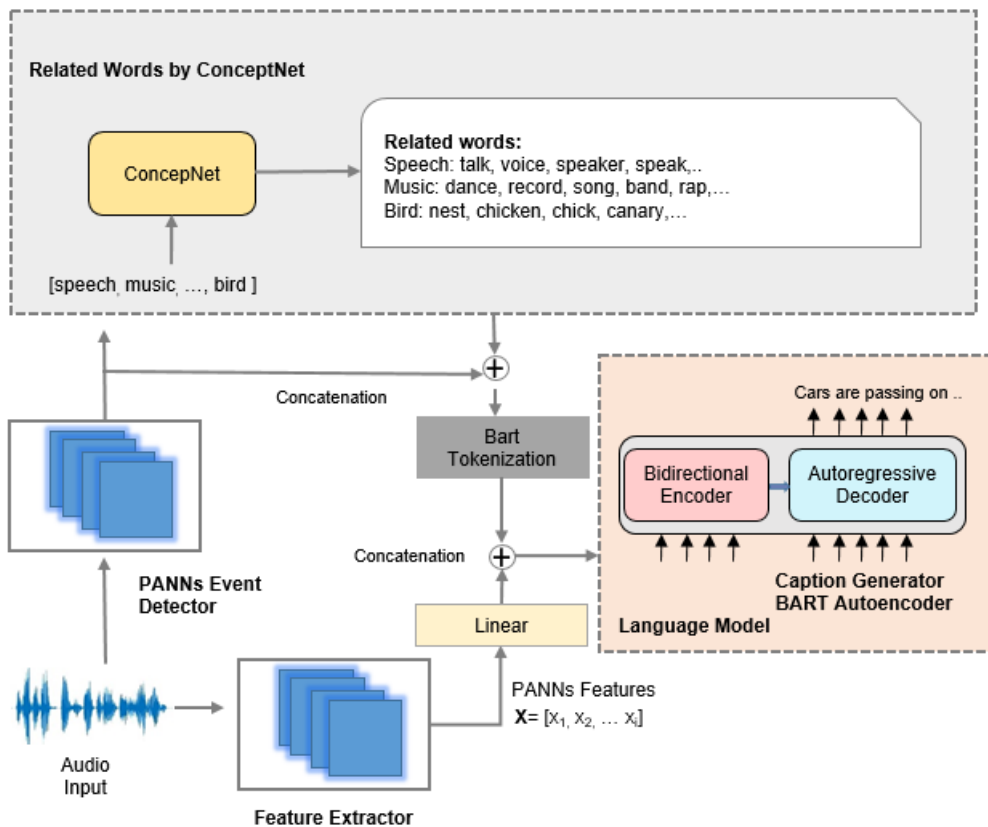 Related Words by ConceptNet
ConcepNet
Related words:
Speech: talk, voice, speaker, speak,..
Music: dance, record, song, band, rap,...
Bird: nest, chicken, chick, canary,...
[speech, music, ..., bird ]
+
Concatenation
Bart
Tokenization
Cars are passing on ..
Bidirectional
Encoder
Autoregressive
Decoder
Concatenation
+
PANNs Event
Detector
Caption Generator
BART Autoencoder
Language Model
Linear
PANNs Features
X= [x₁, x₂, ... xᵢ]
Audio
Input
Feature Extractor